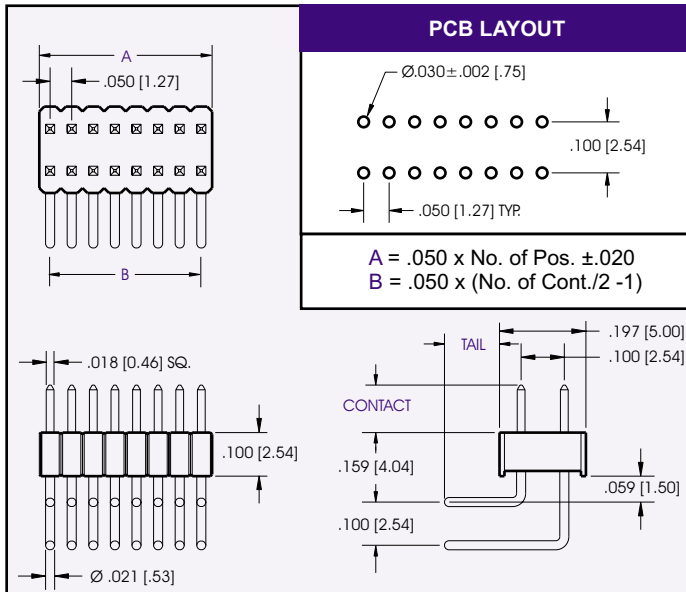 PCB LAYOUT
A
.050 [1.27]
B
Ø.030±.002 [.75]
.100 [2.54]
.050 [1.27] TYP.
A = .050 x No. of Pos. ±.020
B = .050 x (No. of Cont./2 -1)
.018 [0.46] SQ.
.100 [2.54]
Ø .021 [.53]
TAIL
.197 [5.00]
.100 [2.54]
CONTACT
.159 [4.04]
.059 [1.50]
.100 [2.54]